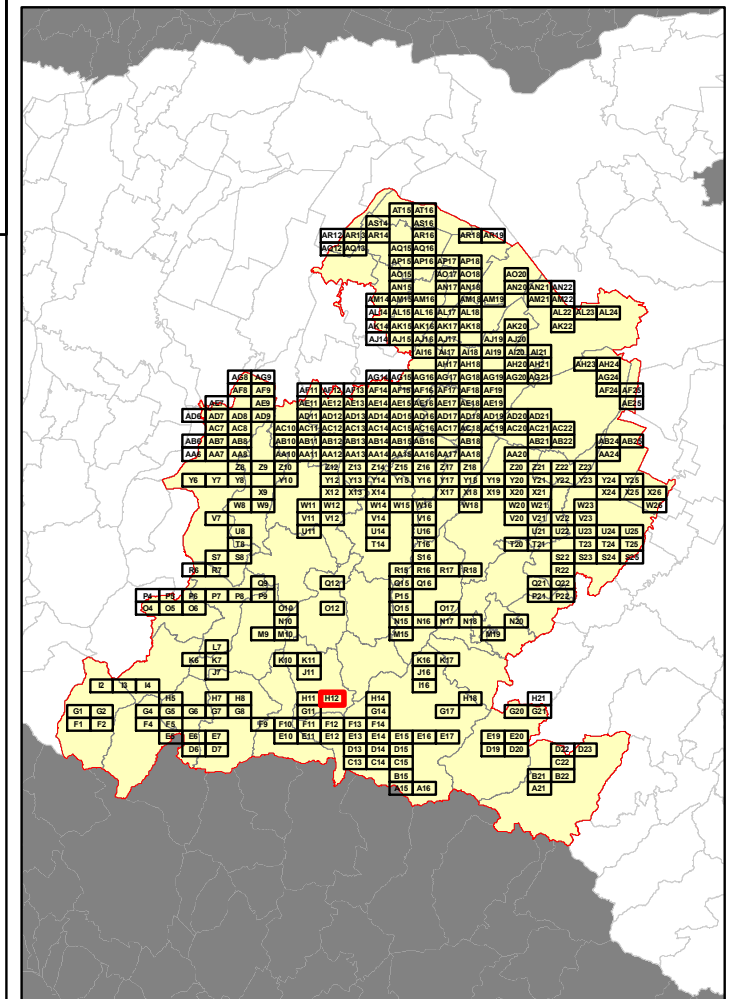 AT15 AT16
AS14 AS16
AR12 AR13 AR14 AR16 AR18 AR19
AQ12 AQ13 AQ15 AQ16
AP15 AP16 AP17 AP18
AO15 AO17 AO18 AO20
AN15 AN17 AN18 AN20 AN21 AN22
AM14 AM15 AM16 AM18 AM19 AM21 AM22
AL14 AL15 AL16 AL17 AL18 AL22 AL23 AL24
AK14 AK15 AK16 AK17 AK18 AK20 AK22
AJ14 AJ15 AJ16 AJ17 AJ19 AJ20
AI16 AI17 AI18 AI19 AI20 AI21
AH17 AH18 AH20 AH21 AH23 AH24
AG8 AG9 AG14 AG15 AG16 AG17 AG18 AG19 AG20 AG21 AG24
AF8 AF9 AF11 AF12 AF13 AF14 AF15 AF16 AF17 AF18 AF19 AF24 AF25
AE7 AE9 AE11 AE12 AE13 AE14 AE15 AE16 AE17 AE18 AE19 AE25
AD6 AD7 AD8 AD9 AD11 AD12 AD13 AD14 AD15 AD16 AD17 AD18 AD19 AD20 AD21
AC7 AC8 AC10 AC11 AC12 AC13 AC14 AC15 AC16 AC17 AC18 AC19 AC20 AC21 AC22
AB6 AB7 AB8 AB10 AB11 AB12 AB13 AB14 AB15 AB16 AB18 AB21 AB22 AB24 AB25
AA6 AA7 AA8 AA10 AA11 AA12 AA13 AA14 AA15 AA16 AA17 AA18 AA20 AA24
Z8 Z9 Z10 Z12 Z13 Z14 Z15 Z16 Z17 Z18 Z20 Z21 Z22 Z23
Y6 Y7 Y8 Y10 Y12 Y13 Y14 Y15 Y16 Y17 Y18 Y19 Y20 Y21 Y22 Y23 Y24 Y25
X9 X12 X13 X14 X17 X18 X19 X20 X21 X24 X25 X26
W8 W9 W11 W12 W14 W15 W16 W18 W20 W21 W23 W26
V7 V11 V12 V14 V16 V20 V21 V22 V23
U8 U11 U14 U16 U21 U22 U23 U24 U25
T8 T14 T16 T20 T21 T23 T24 T25
S7 S8 S16 S22 S23 S24 S25
R6 R7 R15 R16 R17 R18 R22
Q9 Q12 Q15 Q16 Q21 Q22
P4 P5 P6 P7 P8 P9 P15 P21 P22
O4 O5 O6 O10 O12 O15 O17
N10 N15 N16 N17 N18 N20
M9 M10 M15 M19
L7
K6 K7 K10 K11 K16 K17
J7 J11 J16
I2 I3 I4 I16
H5 H7 H8 H11 H12 H14 H18 H21
G1 G2 G4 G5 G6 G7 G8 G11 G14 G17 G20 G21
F1 F2 F4 F5 F9 F10 F11 F12 F13 F14
E5 E6 E7 E10 E11 E12 E13 E14 E15 E16 E17 E19 E20
D6 D7 D13 D14 D15 D19 D20 D22 D23
C13 C14 C15 C22
B15 B21 B22
A15 A16 A21